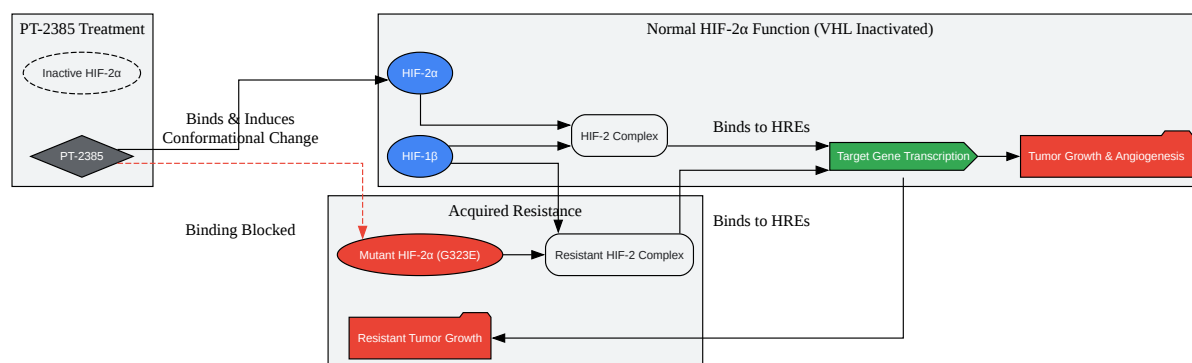 PT-2385 Treatment
Inactive HIF-2α
PT-2385
Binds & Induces
Conformational Change
Binding Blocked
Normal HIF-2α Function (VHL Inactivated)
HIF-2α
HIF-1β
HIF-2 Complex
Binds to HREs
Target Gene Transcription
Tumor Growth & Angiogenesis
Acquired Resistance
Mutant HIF-2α (G323E)
Resistant HIF-2 Complex
Binds to HREs
Resistant Tumor Growth